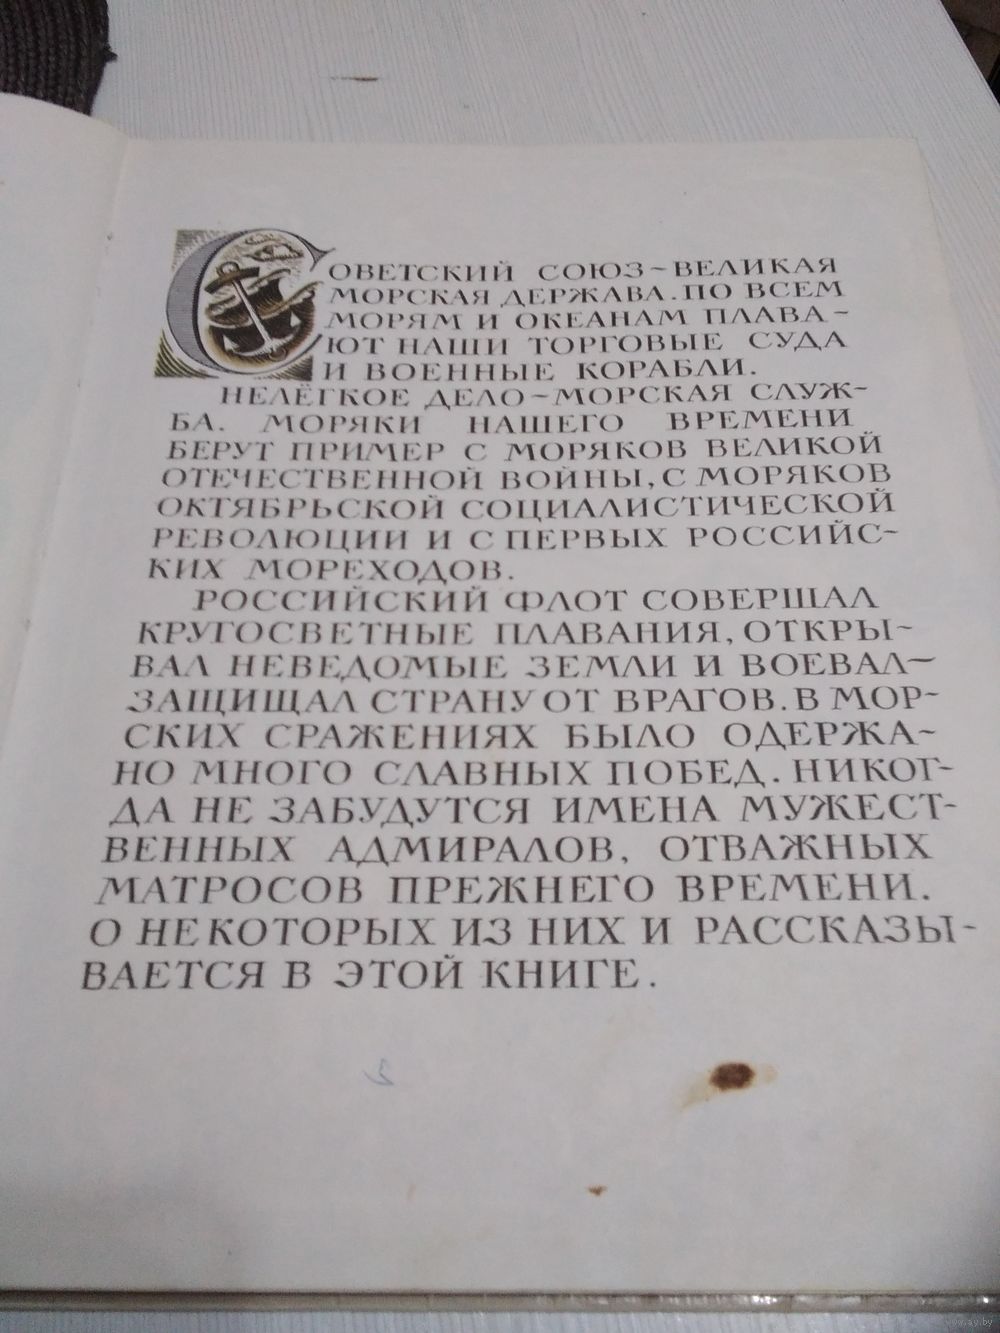 СОВЕТСКИЙ СОЮЗ~ВЕЛИКАЯ
МОРСКАЯ ДЕРЖАВА. ПО ВСЕМ
МОРЯМ И ОКЕАНАМ ПЛАВА~
ЮТ НАШИ ТОРГОВЫЕ СУДА
И ВОЕННЫЕ КОРАБЛИ.
НЕЛЁГКОЕ ДЕЛО~МОРСКАЯ СЛУЖ~
БА. МОРЯКИ НАШЕГО ВРЕМЕНИ
БЕРУТ ПРИМЕР С МОРЯКОВ ВЕЛИКОЙ
ОТЕЧЕСТВЕННОЙ ВОЙНЫ, С МОРЯКОВ
ОКТЯБРЬСКОЙ СОЦИАЛИСТИЧЕСКОЙ
РЕВОЛЮЦИИ И С ПЕРВЫХ РОССИЙС~
КИХ МОРЕХОДОВ.
РОССИЙСКИЙ ФЛОТ СОВЕРШАЛ
КРУГОСВЕТНЫЕ ПЛАВАНИЯ, ОТКРЫ~
ВАЛ НЕВЕДОМЫЕ ЗЕМЛИ И ВОЕВАЛ~
ЗАЩИЩАЛ СТРАНУ ОТ ВРАГОВ. В МОР~
СКИХ СРАЖЕНИЯХ БЫЛО ОДЕРЖА~
НО МНОГО СЛАВНЫХ ПОБЕД. НИКОГ~
ДА НЕ ЗАБУДУТСЯ ИМЕНА МУЖЕСТ~
ВЕННЫХ АДМИРАЛОВ, ОТВАЖНЫХ
МАТРОСОВ ПРЕЖНЕГО ВРЕМЕНИ.
О НЕКОТОРЫХ ИЗ НИХ И РАССКАЗЫ~
ВАЕТСЯ В ЭТОЙ КНИГЕ.
www.ay.by